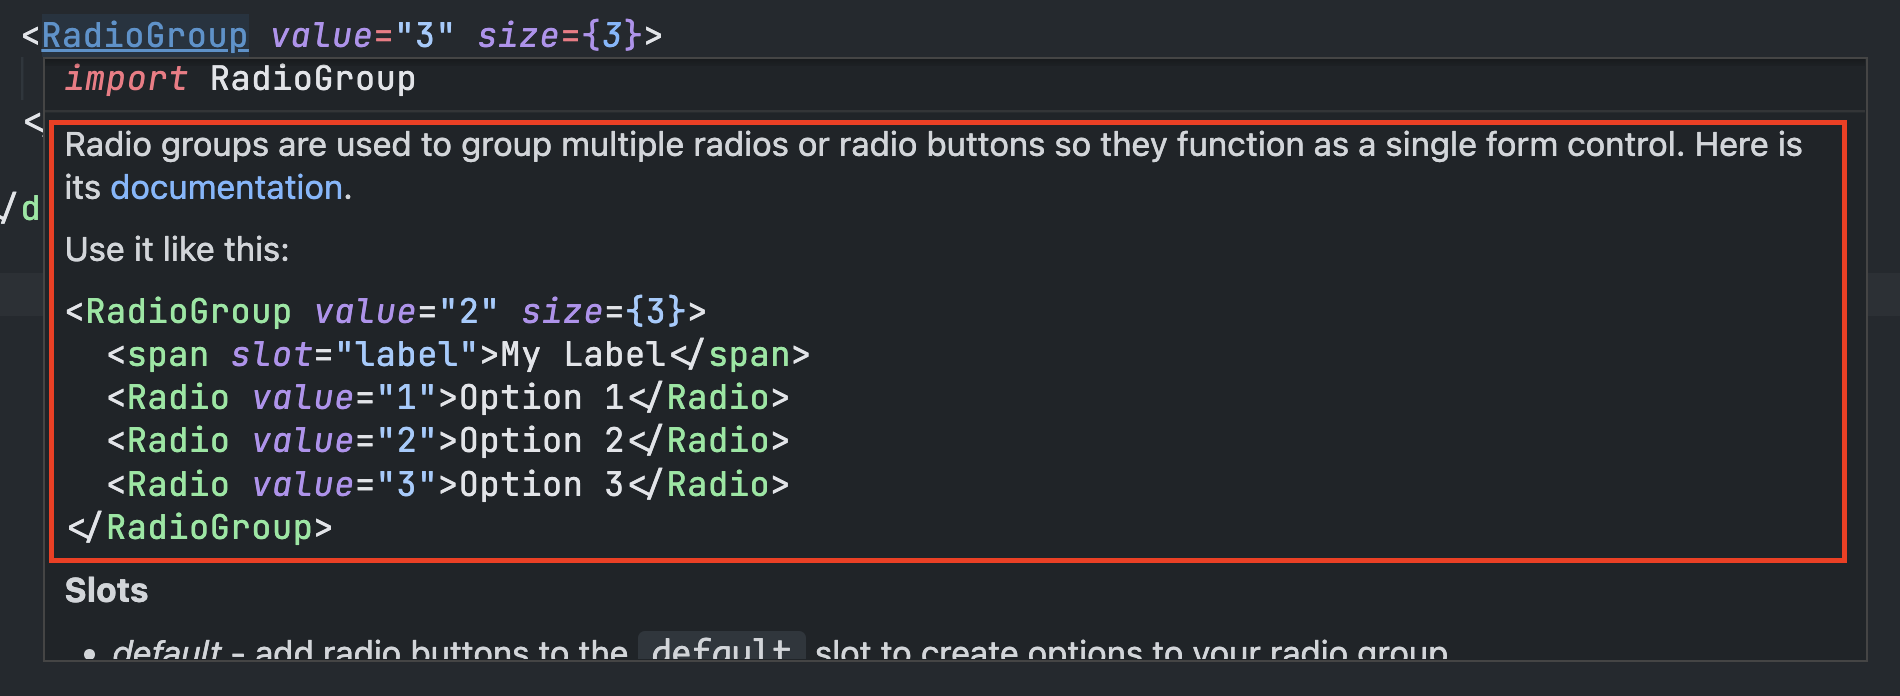 <RadioGroup value="3" size={3}>
import RadioGroup
<
Radio groups are used to group multiple radios or radio buttons so they function as a single form control. Here is
its documentation.
/d
Use it like this:
<RadioGroup value="2" size={3}>
<span slot="label">My Label</span>
<Radio value="1">Option 1</Radio>
<Radio value="2">Option 2</Radio>
<Radio value="3">Option 3</Radio>
</RadioGroup>
Slots
• default - add radio buttons to the default slot to create options to your radio group